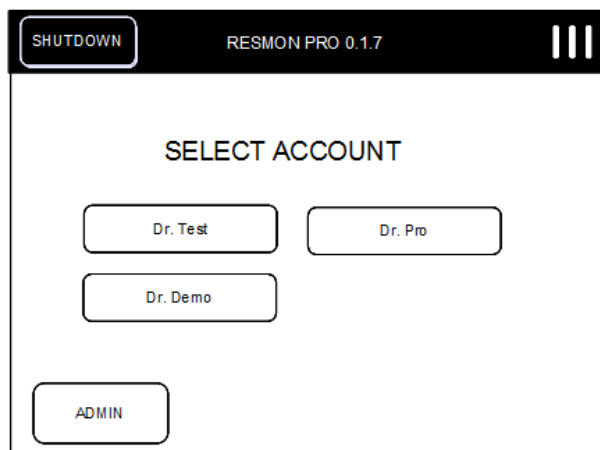 SHUTDOWN
RESMON PRO 0.1.7
SELECT ACCOUNT
Dr. Test
Dr. Pro
Dr. Demo
ADMIN